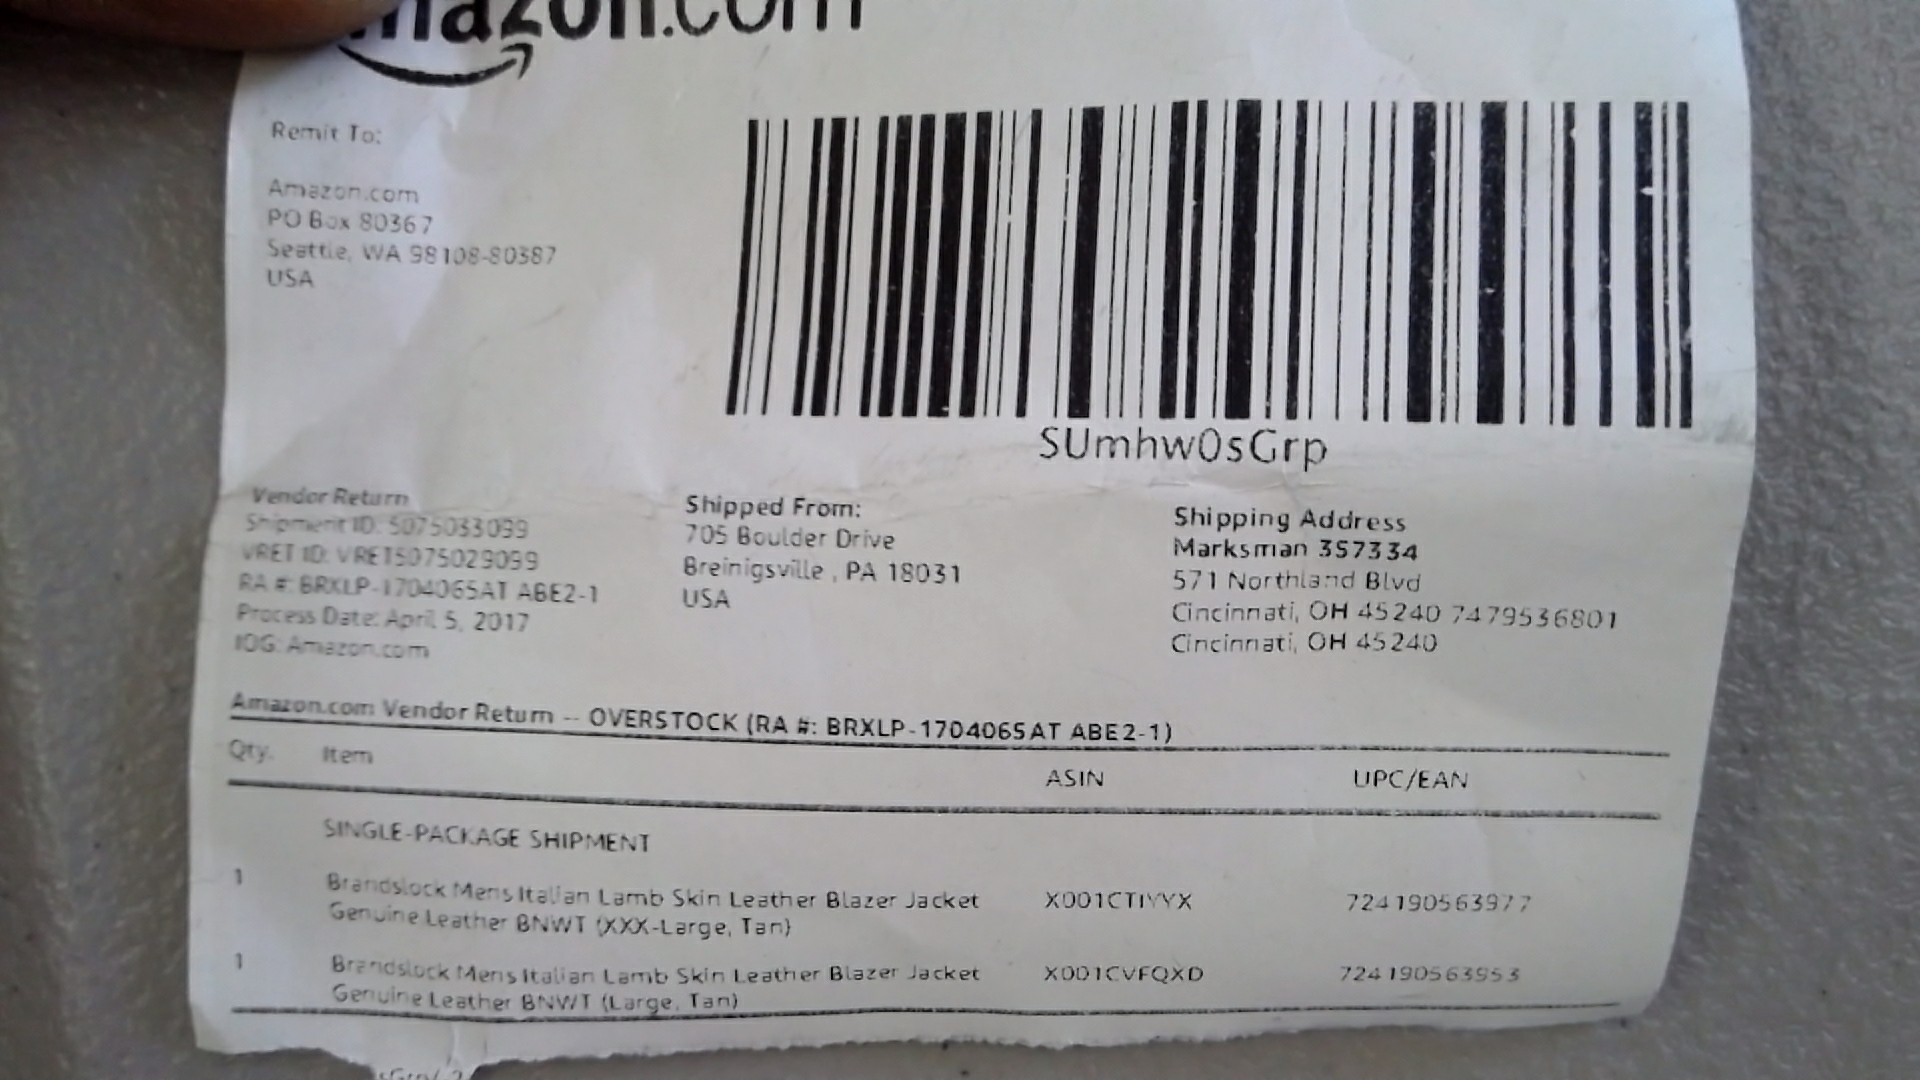 amazon.com
Remit To:
Amazon.com
PO Box 80367
Seattle, WA 98108-80387
USA
SUmhw0sGrp
Vendor Return
Shipment ID: 5075033099
VRET ID: VRET5075029099
RA #: BRXLP-1704065AT ABE2-1
Process Date: April 5, 2017
IOG: Amazon.com
Shipped From:
705 Boulder Drive
Breinigsville , PA 18031
USA
Shipping Address
Marksman 357334
571 Northland Blvd
Cincinnati, OH 45240 7479536801
Cincinnati, OH 45240
Amazon.com Vendor Return -- OVERSTOCK (RA #: BRXLP-1704065AT ABE2-1)
Qty. Item ASIN UPC/EAN
SINGLE-PACKAGE SHIPMENT
1 Brandslock Mens Italian Lamb Skin Leather Blazer Jacket X001CTIYYX 724190563977
Genuine Leather BNWT (XXX-Large, Tan)
1 Brandslock Mens Italian Lamb Skin Leather Blazer Jacket X001CVFQXD 724190563953
Genuine Leather BNWT (Large, Tan)